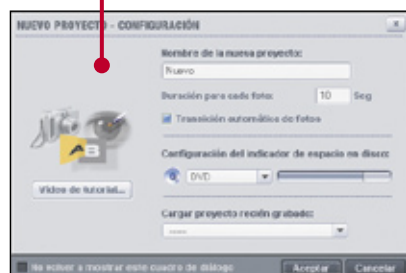 NUEVO PROYECTO - CONFIGURACIÓN
Nombre de la nueva proyecto:
Nuevo
Duración para cada foto: 10 Seg
Transición automática de fotos
Configuración del indicador de espacio en disco:
DVD
Vídeo de tutorial...
Cargar proyecto recién grabado:
-----
No volver a mostrar este cuadro de diálogo
Aceptar Cancelar